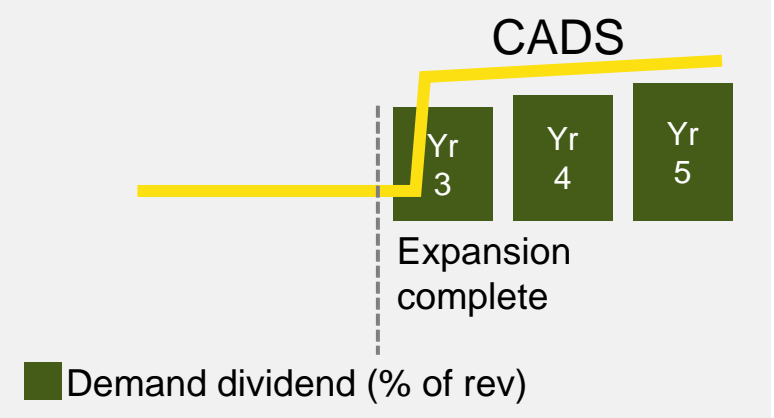 CADS
Yr
3
Yr
4
Yr
5
Expansion
complete
Demand dividend (% of rev)